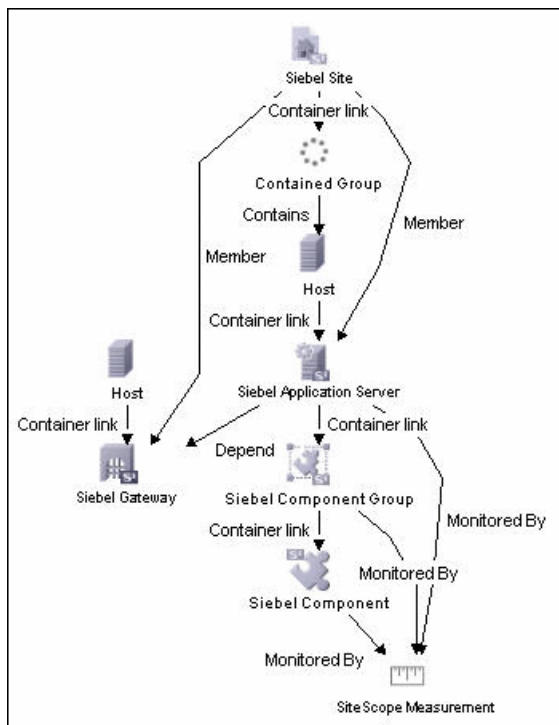 Siebel Site
Container link
Contained Group
Contains
Member
Member
Host
Container link
Host
Siebel Application Server
Container link
Container link
Depend
Siebel Gateway
Siebel Component Group
Monitored By
Container link
Monitored By
Siebel Component
Monitored By
SiteScope Measurement